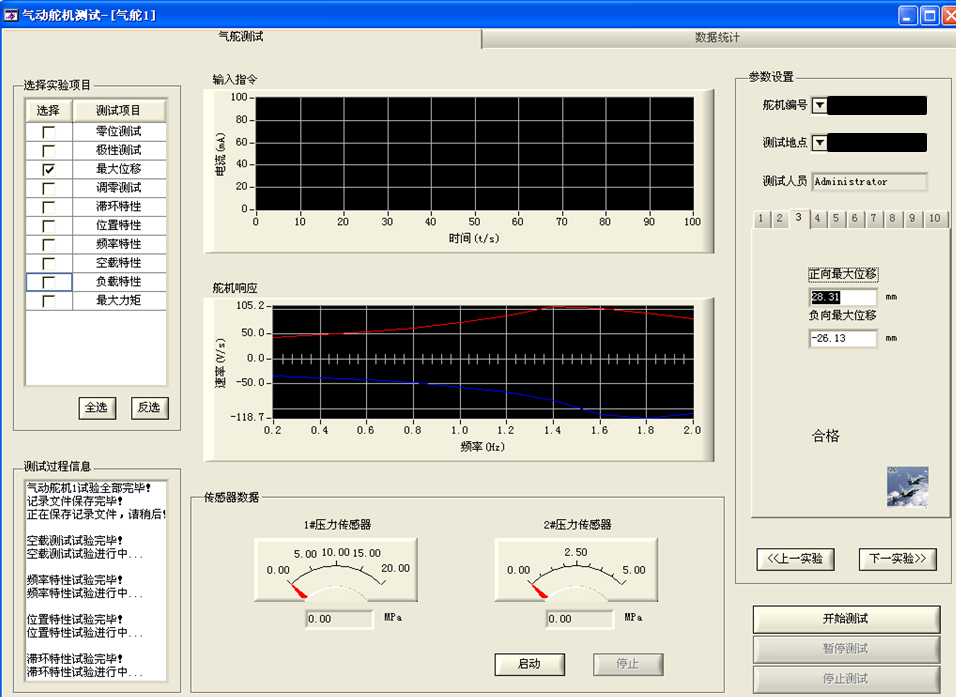 气动舵机测试-[气舵1]
气舵测试
数据统计
选择实验项目
选择 测试项目
零位测试
极性测试
最大位移
调零测试
滞环特性
位置特性
频率特性
空载特性
负载特性
最大力矩
全选 反选
测试过程信息
气动舵机1试验全部完毕!
记录文件保存完毕!
正在保存记录文件,请稍后!
空载测试试验完毕!
空载测试试验进行中...
频率特性试验完毕!
频率特性试验进行中...
位置特性试验完毕!
位置特性试验进行中...
滞环特性试验完毕!
滞环特性试验进行中...
输入指令
电流(mA)
100
80
60
40
20
0
0 10 20 30 40 50 60 70 80 90 100
时间(t/s)
舵机响应
速率(V/s)
105.2
50.0
0.0
-50.0
-118.7
0.2 0.4 0.6 0.8 1.0 1.2 1.4 1.6 1.8 2.0
频率(Hz)
传感器数据
1#压力传感器
0.00 5.00 10.00 15.00 20.00
0.00 MPa
2#压力传感器
0.00 2.50 5.00
0.00 MPa
启动 停止
参数设置
舵机编号
测试地点
测试人员 Administrator
1 2 3 4 5 6 7 8 9 10
正向最大位移
28.31 mm
负向最大位移
-26.13 mm
合格
<<上一实验 下一实验>>
开始测试
暂停测试
停止测试